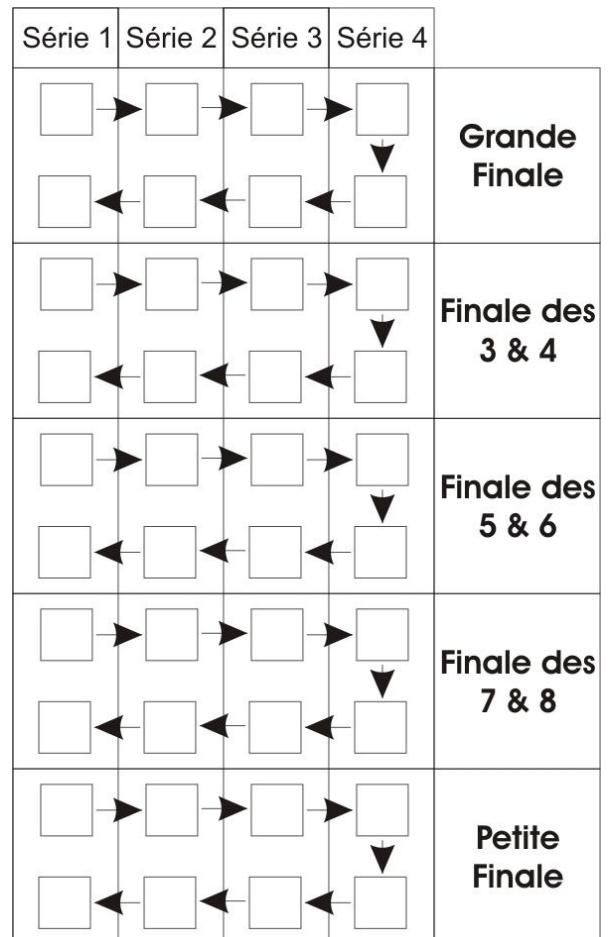 Série 1 Série 2 Série 3 Série 4
Grande
Finale
Finale des
3 & 4
Finale des
5 & 6
Finale des
7 & 8
Petite
Finale